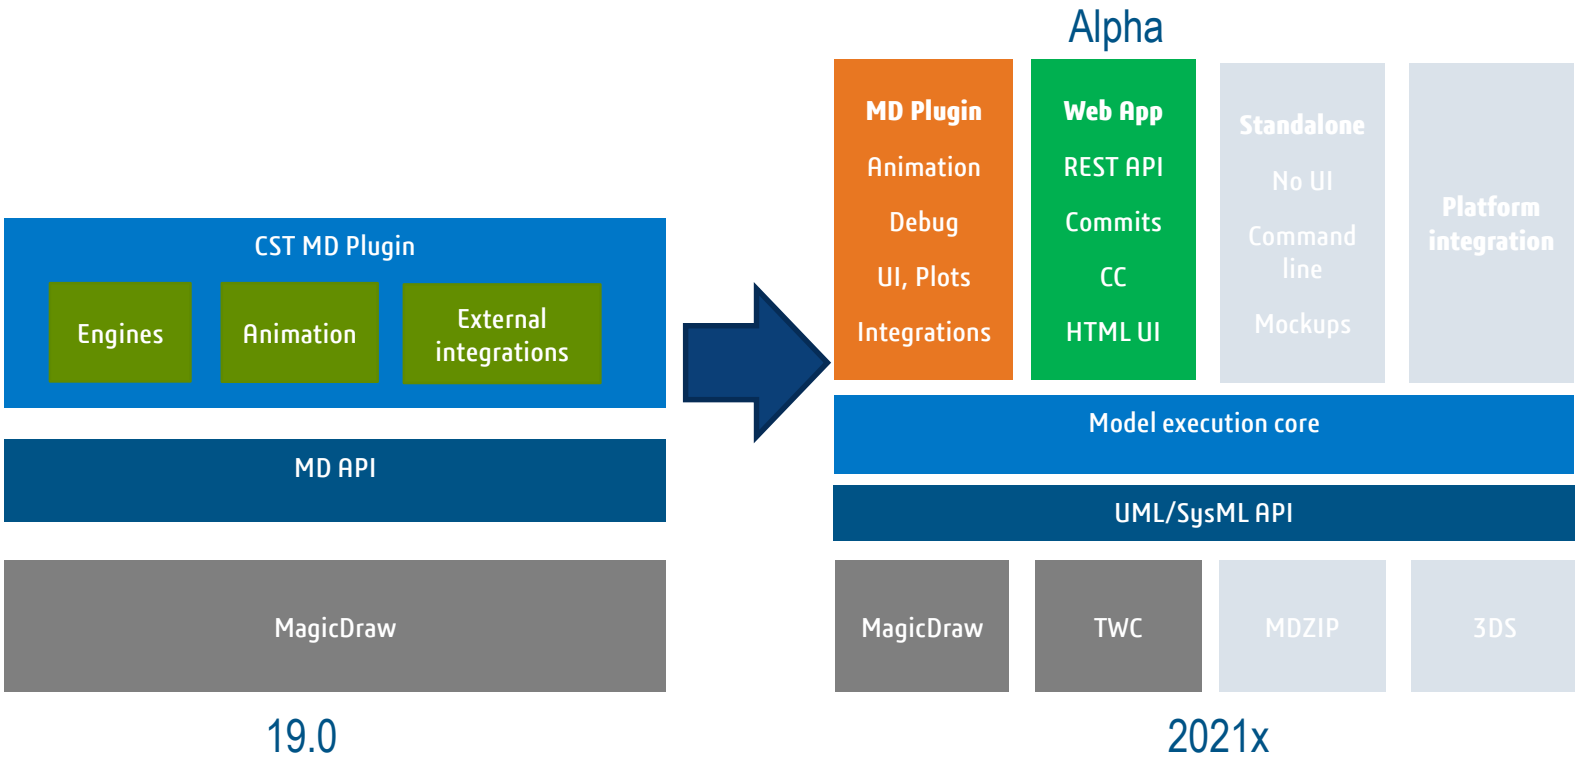 CST MD Plugin
Engines
Animation
External
integrations
MD API
MagicDraw
19.0
Alpha
MD Plugin
Animation
Debug
UI, Plots
Integrations
Web App
REST API
Commits
CC
HTML UI
Standalone
No UI
Command
line
Mockups
Platform
integration
Model execution core
UML/SysML API
MagicDraw
TWC
MDZIP
3DS
2021x